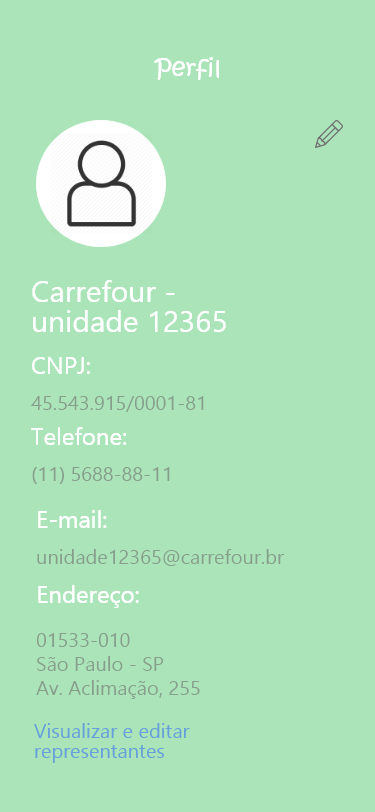 Perfil
Carrefour -
unidade 12365
CNPJ:
45.543.915/0001-81
Telefone:
(11) 5688-88-11
E-mail:
unidade12365@carrefour.br
Endereço:
01533-010
São Paulo - SP
Av. Aclimação, 255
Visualizar e editar
representantes